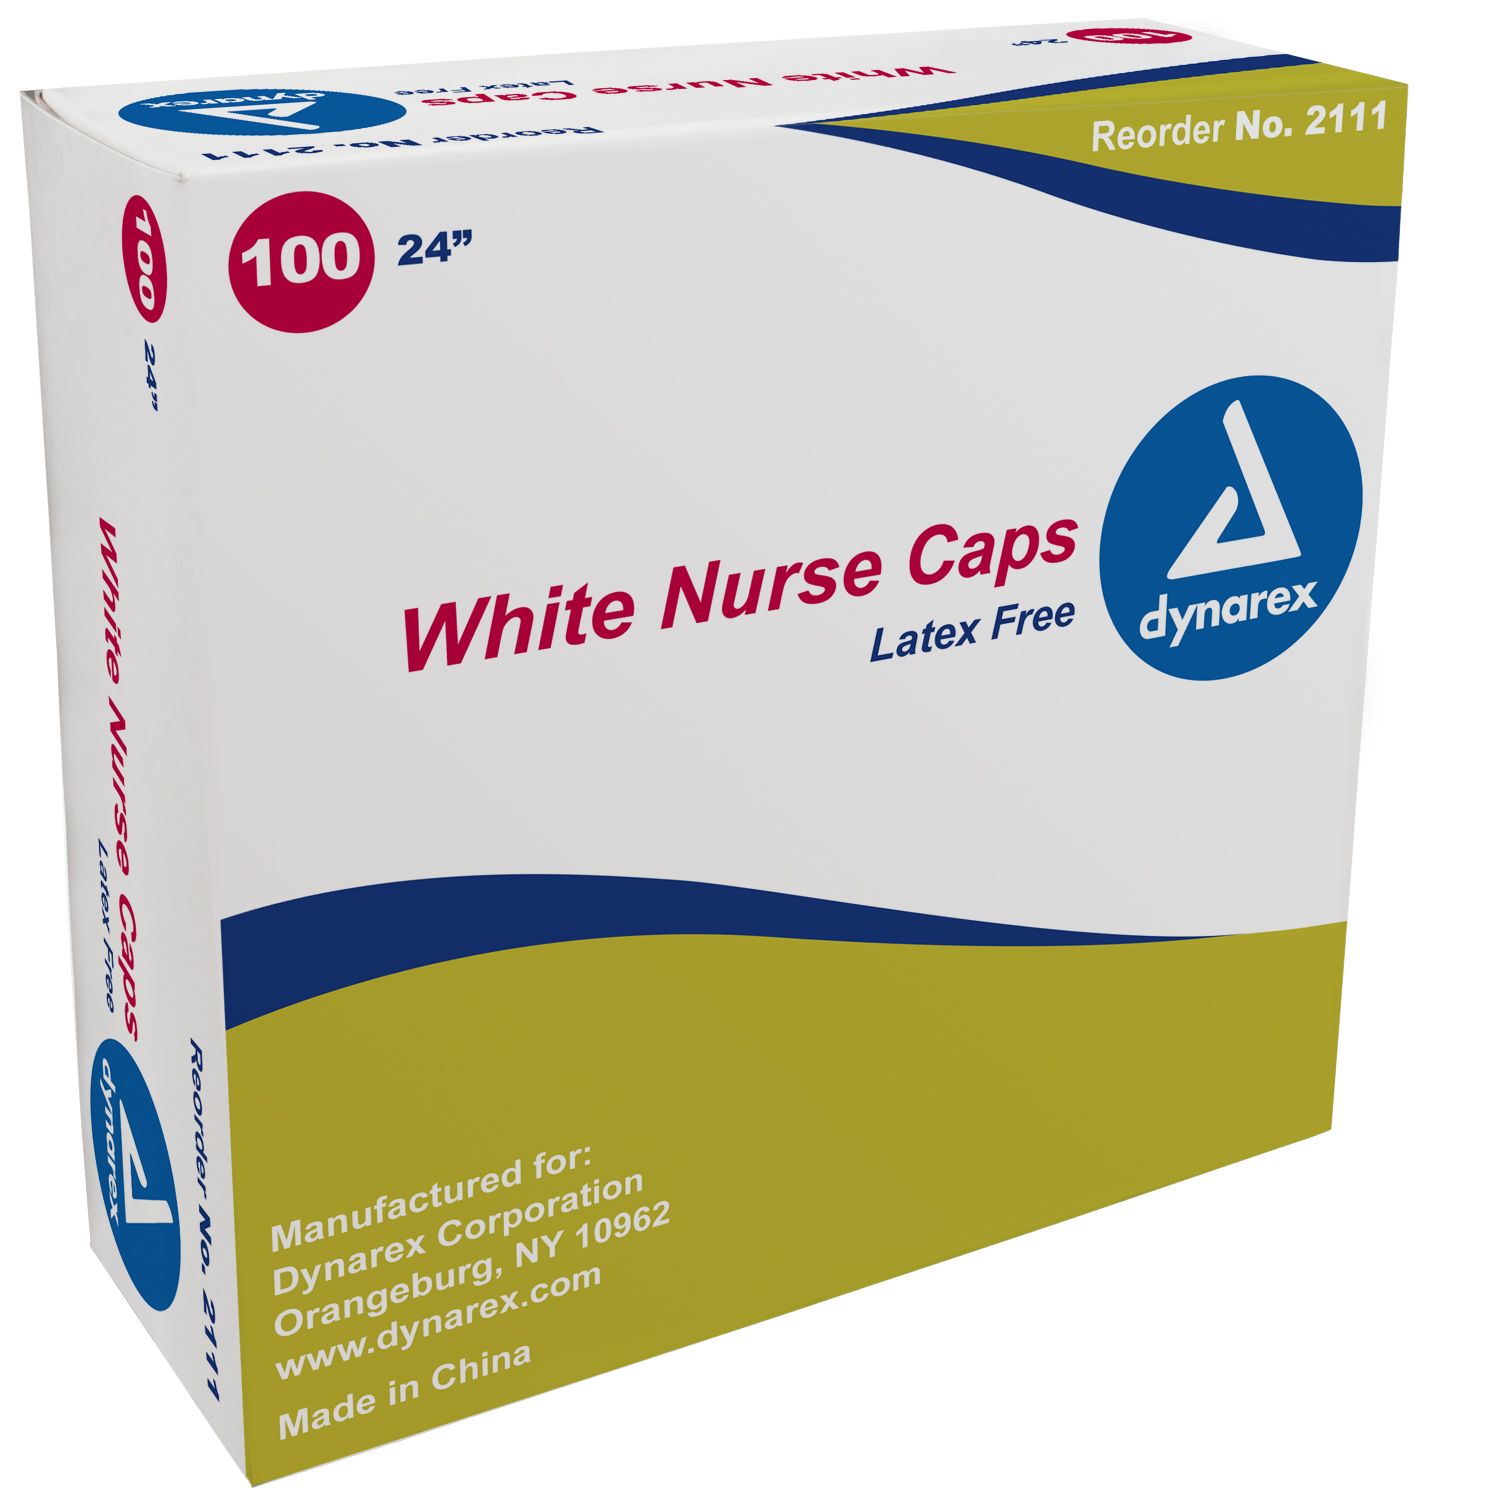 100
24”
White Nurse Caps
Latex Free
dynarex
Reorder No. 2111
Reorder No. 2111
100 24”
White Nurse Caps
Latex Free
dynarex
Manufactured for:
Dynarex Corporation
Orangeburg, NY 10962
www.dynarex.com
Made in China
100
24”
White Nurse Caps
Latex Free
dynarex
Reorder No. 2111